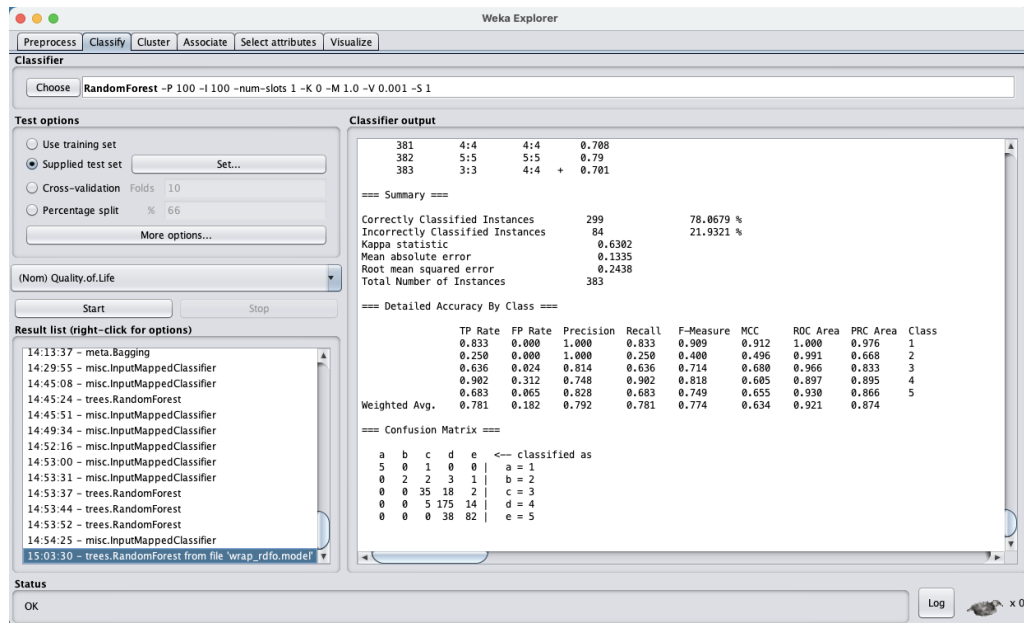 Weka Explorer
Preprocess Classify Cluster Associate Select attributes Visualize
Classifier
Choose RandomForest -P 100 -I 100 -num-slots 1 -K 0 -M 1.0 -V 0.001 -S 1
Test options
Use training set
Supplied test set Set...
Cross-validation Folds 10
Percentage split % 66
More options...
(Nom) Quality.of.Life
Start Stop
Result list (right-click for options)
14:13:37 - meta.Bagging
14:29:55 - misc.InputMappedClassifier
14:45:08 - misc.InputMappedClassifier
14:45:24 - trees.RandomForest
14:45:51 - misc.InputMappedClassifier
14:49:34 - misc.InputMappedClassifier
14:52:16 - misc.InputMappedClassifier
14:53:00 - misc.InputMappedClassifier
14:53:31 - misc.InputMappedClassifier
14:53:37 - trees.RandomForest
14:53:44 - trees.RandomForest
14:53:52 - trees.RandomForest
14:54:25 - misc.InputMappedClassifier
15:03:30 - trees.RandomForest from file 'wrap_rdfo.model'
Classifier output
381 4:4 4:4 0.708
382 5:5 5:5 0.79
383 3:3 4:4 + 0.701
=== Summary ===
Correctly Classified Instances 299 78.0679 %
Incorrectly Classified Instances 84 21.9321 %
Kappa statistic 0.6302
Mean absolute error 0.1335
Root mean squared error 0.2438
Total Number of Instances 383
=== Detailed Accuracy By Class ===
TP Rate FP Rate Precision Recall F-Measure MCC ROC Area PRC Area Class
0.833 0.000 1.000 0.833 0.909 0.912 1.000 0.976 1
0.250 0.000 1.000 0.250 0.400 0.496 0.991 0.668 2
0.636 0.024 0.814 0.636 0.714 0.680 0.966 0.833 3
0.902 0.312 0.748 0.902 0.818 0.605 0.897 0.895 4
0.683 0.065 0.828 0.683 0.749 0.655 0.930 0.866 5
Weighted Avg. 0.781 0.182 0.792 0.781 0.774 0.634 0.921 0.874
=== Confusion Matrix ===
a b c d e <-- classified as
5 0 1 0 0 | a = 1
0 2 2 3 1 | b = 2
0 0 35 18 2 | c = 3
0 0 5 175 14 | d = 4
0 0 0 38 82 | e = 5
Status
OK
Log x 0